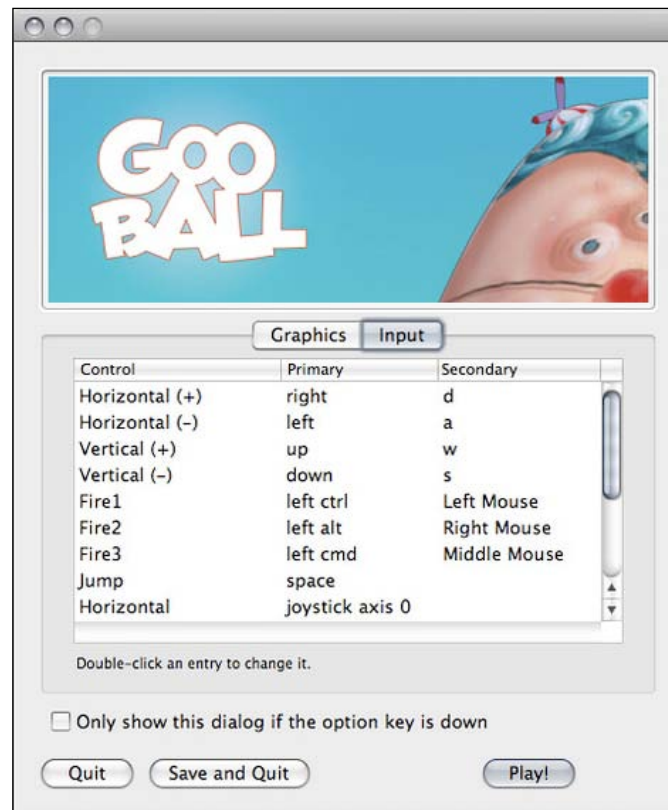 GOO
BALL
Graphics Input
Control Primary Secondary
Horizontal (+) right d
Horizontal (-) left a
Vertical (+) up w
Vertical (-) down s
Fire1 left ctrl Left Mouse
Fire2 left alt Right Mouse
Fire3 left cmd Middle Mouse
Jump space
Horizontal joystick axis 0
Double-click an entry to change it.
Only show this dialog if the option key is down
Quit Save and Quit Play!